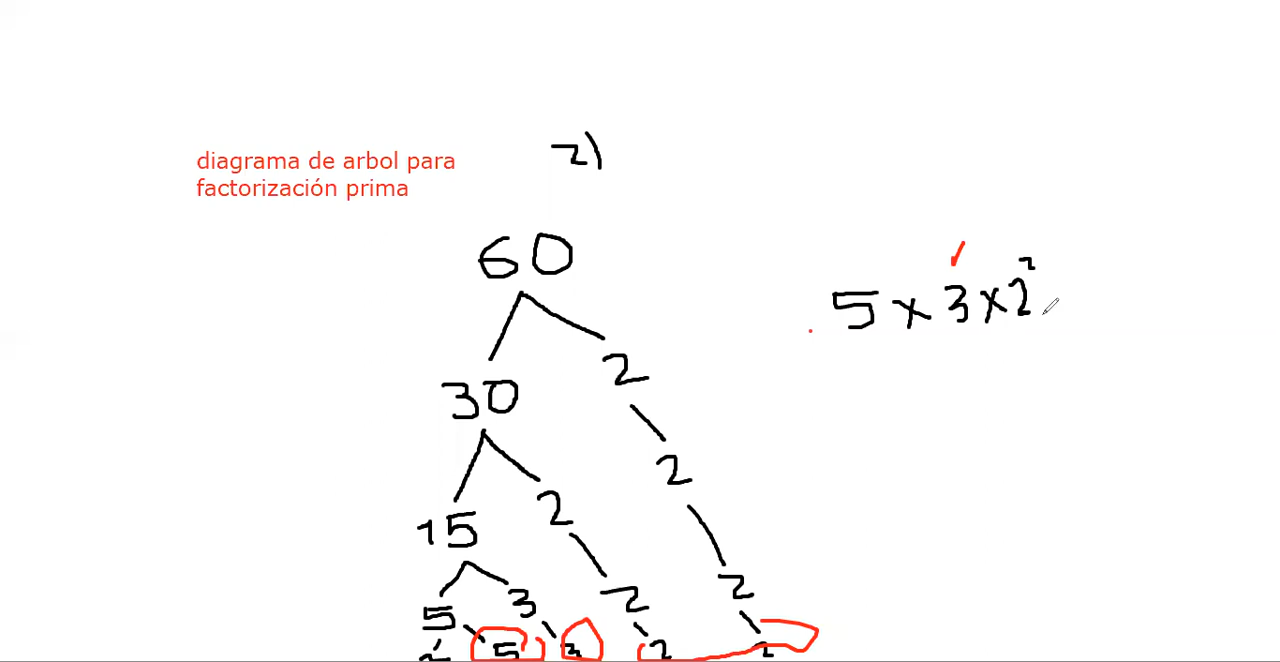 2)
diagrama de arbol para
factorización prima
60
5 x 3 x 2²
30 2
2
15 2
2 2
5 3
5 3 2 2